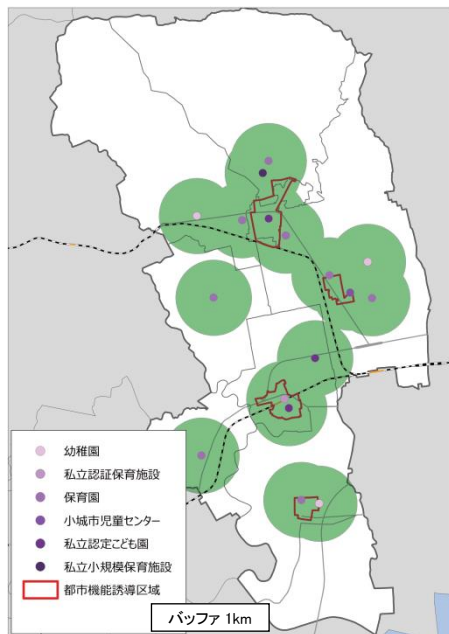 幼稚園
私立認証保育施設
保育園
小城市児童センター
私立認定こども園
私立小規模保育施設
都市機能誘導区域
バッファ 1km